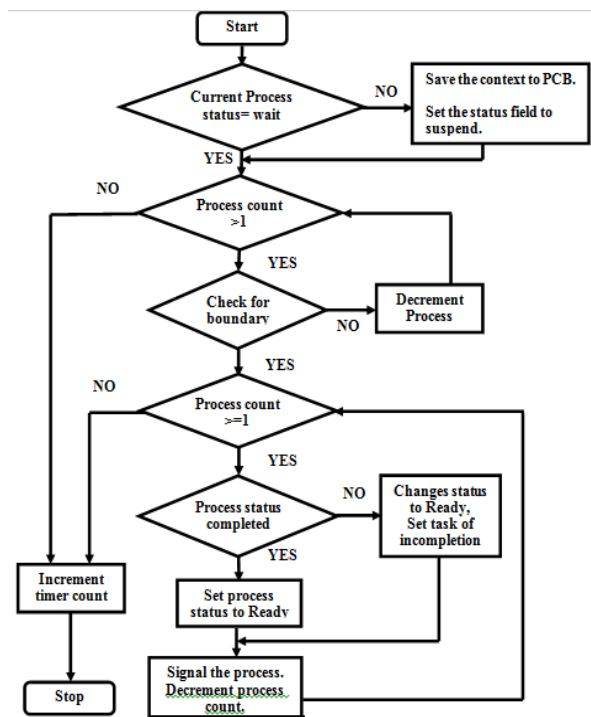 Start
Current Process
status= wait
NO
Save the context to PCB.
Set the status field to
suspend.
YES
NO
Process count
>1
YES
Check for
boundary
NO
Decrement
Process
YES
NO
Process count
>=1
YES
Process status
completed
NO
Changes status
to Ready,
Set task of
incompletion
YES
Increment
timer count
Set process
status to Ready
Signal the process.
Decrement process
count.
Stop